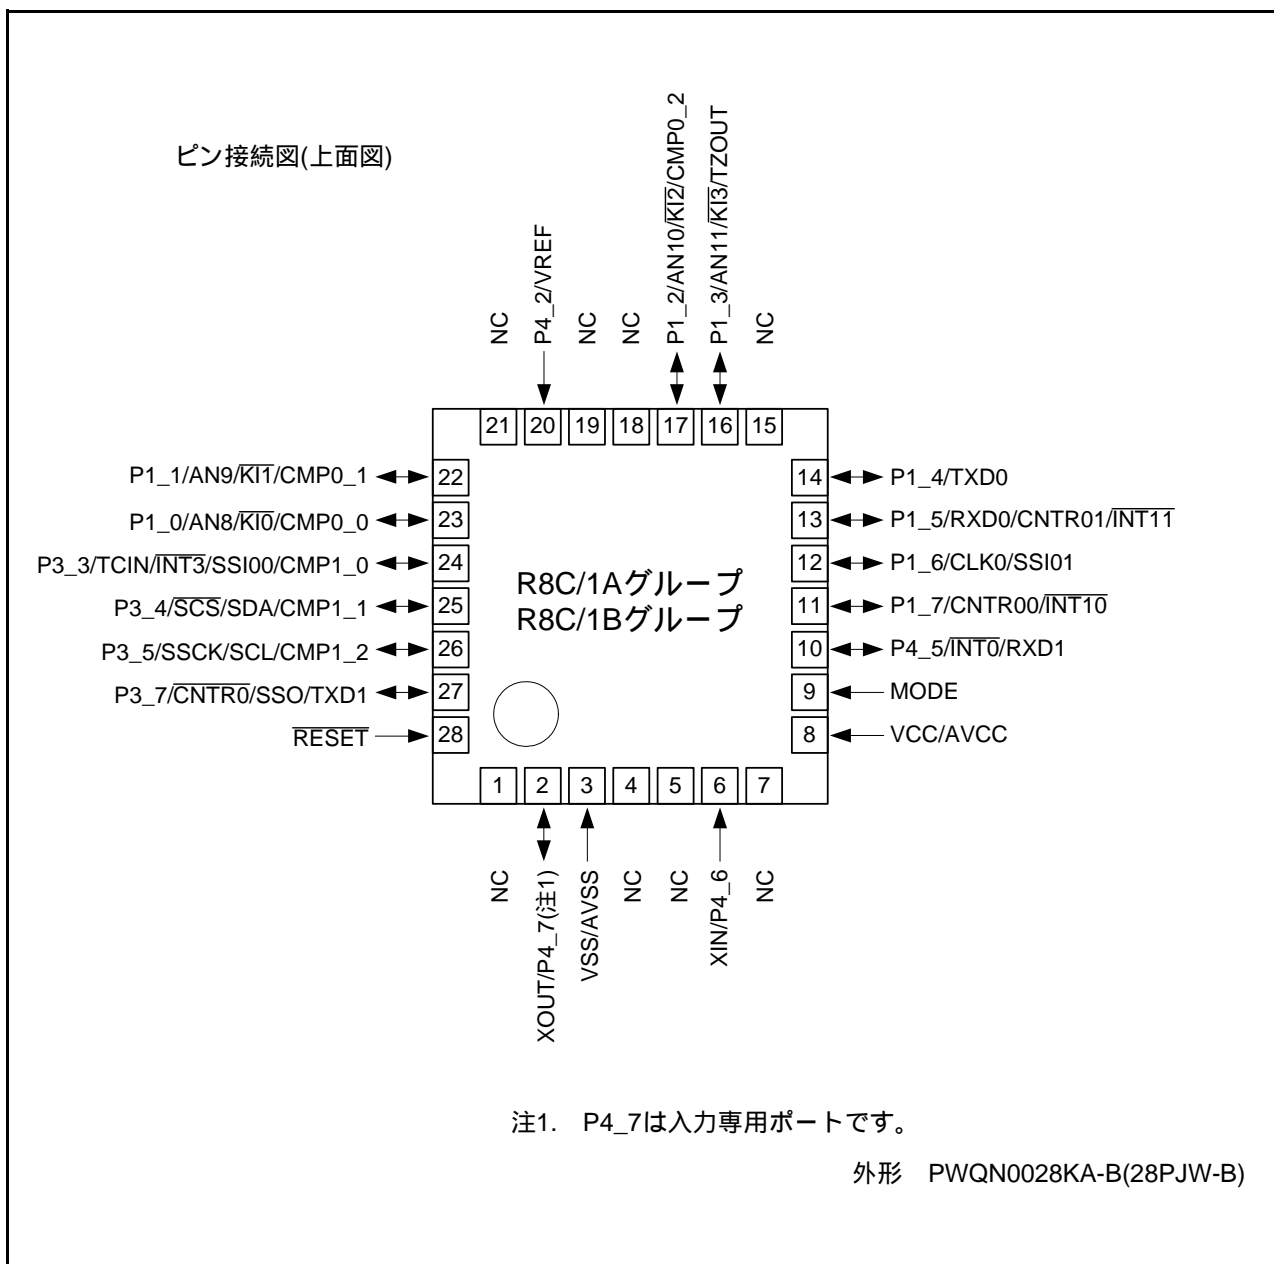 ピン接続図(上面図)
NC
P4_2/VREF
NC
NC
P1_2/AN10/KI2/CMP0_2
P1_3/AN11/KI3/TZOUT
NC
21 20 19 18 17 16 15
P1_1/AN9/KI1/CMP0_1 22
P1_0/AN8/KI0/CMP0_0 23
P3_3/TCIN/INT3/SSI00/CMP1_0 24
P3_4/SCS/SDA/CMP1_1 25
P3_5/SSCK/SCL/CMP1_2 26
P3_7/CNTR0/SSO/TXD1 27
RESET 28
R8C/1Aグループ
R8C/1Bグループ
14 P1_4/TXD0
13 P1_5/RXD0/CNTR01/INT11
12 P1_6/CLK0/SSI01
11 P1_7/CNTR00/INT10
10 P4_5/INT0/RXD1
9 MODE
8 VCC/AVCC
1 2 3 4 5 6 7
NC
XOUT/P4_7(注1)
VSS/AVSS
NC
NC
XIN/P4_6
NC
注1. P4_7は入力専用ポートです。
外形 PWQN0028KA-B(28PJW-B)